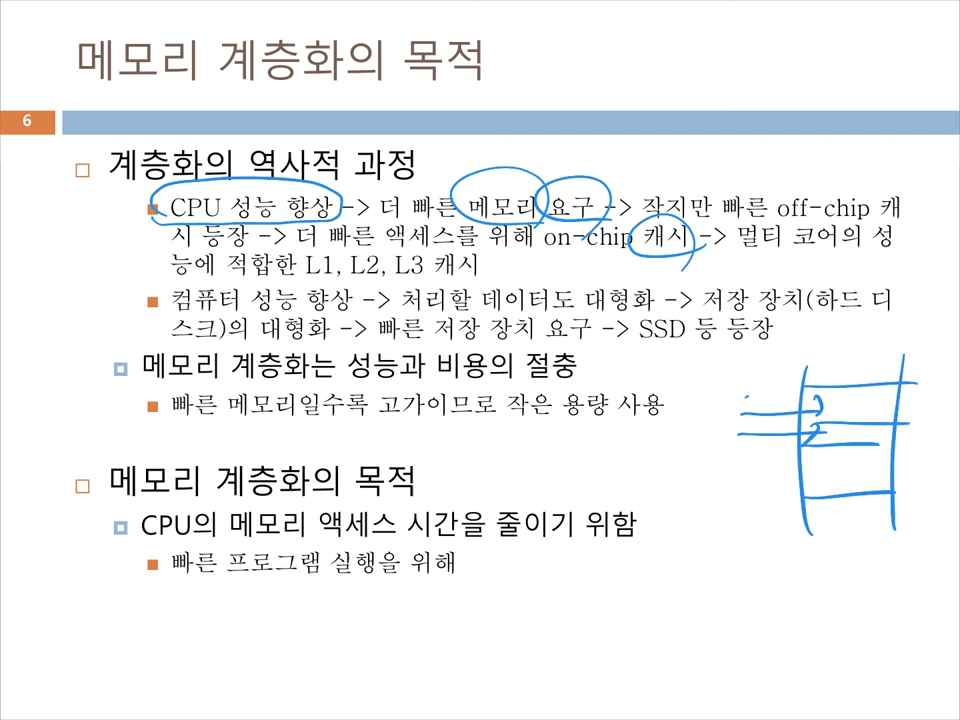 메모리 계층화의 목적
6
계층화의 역사적 과정
CPU 성능 향상 -> 더 빠른 메모리 요구 -> 작지만 빠른 off-chip 캐
시 등장 -> 더 빠른 액세스를 위해 on-chip 캐시 -> 멀티 코어의 성
능에 적합한 L1, L2, L3 캐시
컴퓨터 성능 향상 -> 처리할 데이터도 대형화 -> 저장 장치(하드 디
스크)의 대형화 -> 빠른 저장 장치 요구 -> SSD 등 등장
메모리 계층화는 성능과 비용의 절충
빠른 메모리일수록 고가이므로 작은 용량 사용
메모리 계층화의 목적
CPU의 메모리 액세스 시간을 줄이기 위함
빠른 프로그램 실행을 위해